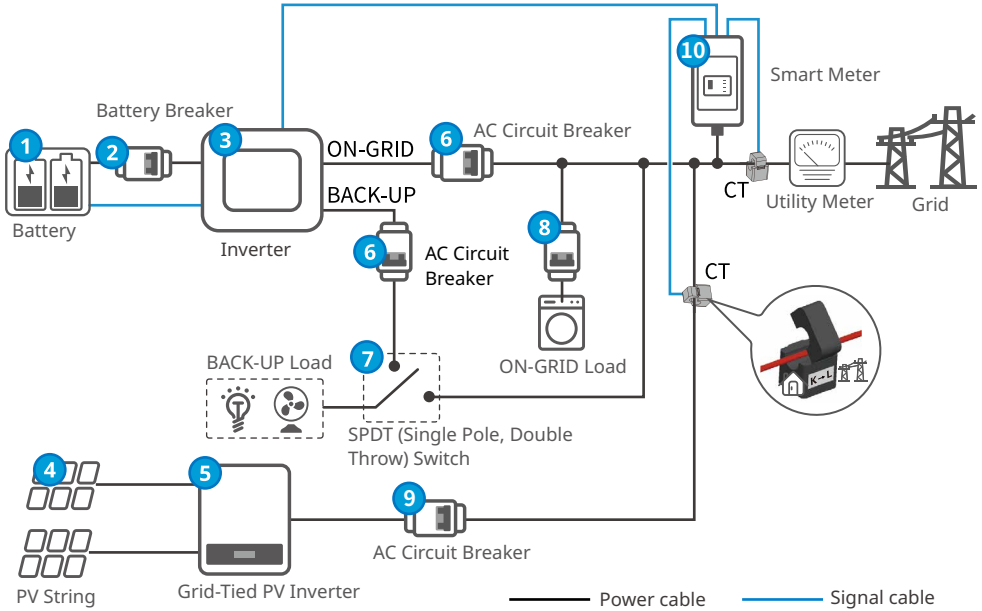 10
Smart Meter
Battery Breaker
1
2
3
6
AC Circuit Breaker
ON-GRID
BACK-UP
CT
Utility Meter
Grid
Battery
Inverter
6
AC Circuit
Breaker
8
CT
K→L
BACK-UP Load
7
ON-GRID Load
SPDT (Single Pole, Double
Throw) Switch
4
5
9
AC Circuit Breaker
PV String
Grid-Tied PV Inverter
Power cable
Signal cable